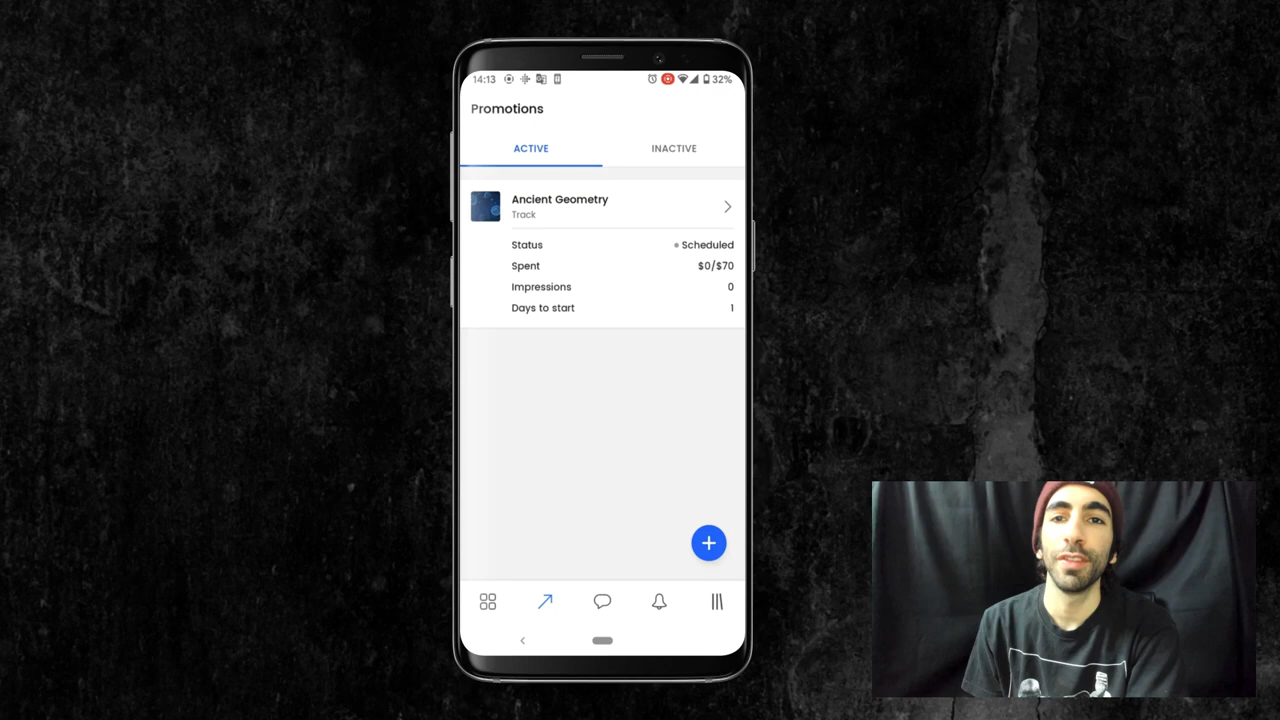 14:13 32%
Promotions
ACTIVE INACTIVE
Ancient Geometry
Track
Status Scheduled
Spent $0/$70
Impressions 0
Days to start 1